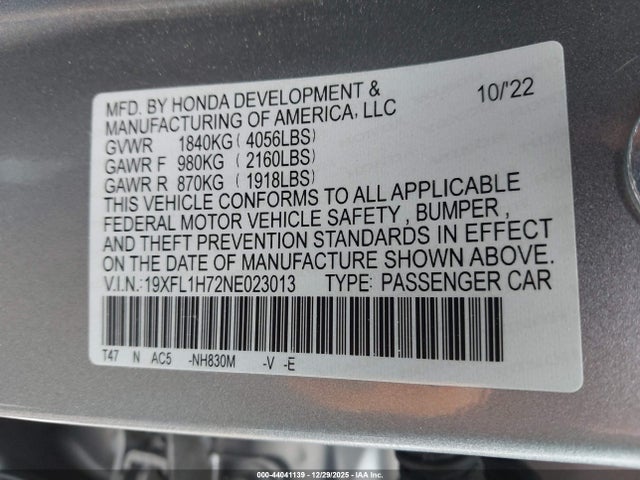 MFD. BY HONDA DEVELOPMENT & 10/'22
MANUFACTURING OF AMERICA, LLC
GVWR 1840KG ( 4056LBS)
GAWR F 980KG ( 2160LBS)
GAWR R 870KG ( 1918LBS)
THIS VEHICLE CONFORMS TO ALL APPLICABLE
FEDERAL MOTOR VEHICLE SAFETY , BUMPER ,
AND THEFT PREVENTION STANDARDS IN EFFECT
ON THE DATE OF MANUFACTURE SHOWN ABOVE.
V.I.N.:19XFL1H72NE023013 TYPE: PASSENGER CAR
T47 N AC5 -NH830M -V -E
000-44041139 - 12/29/2025 - IAA Inc.